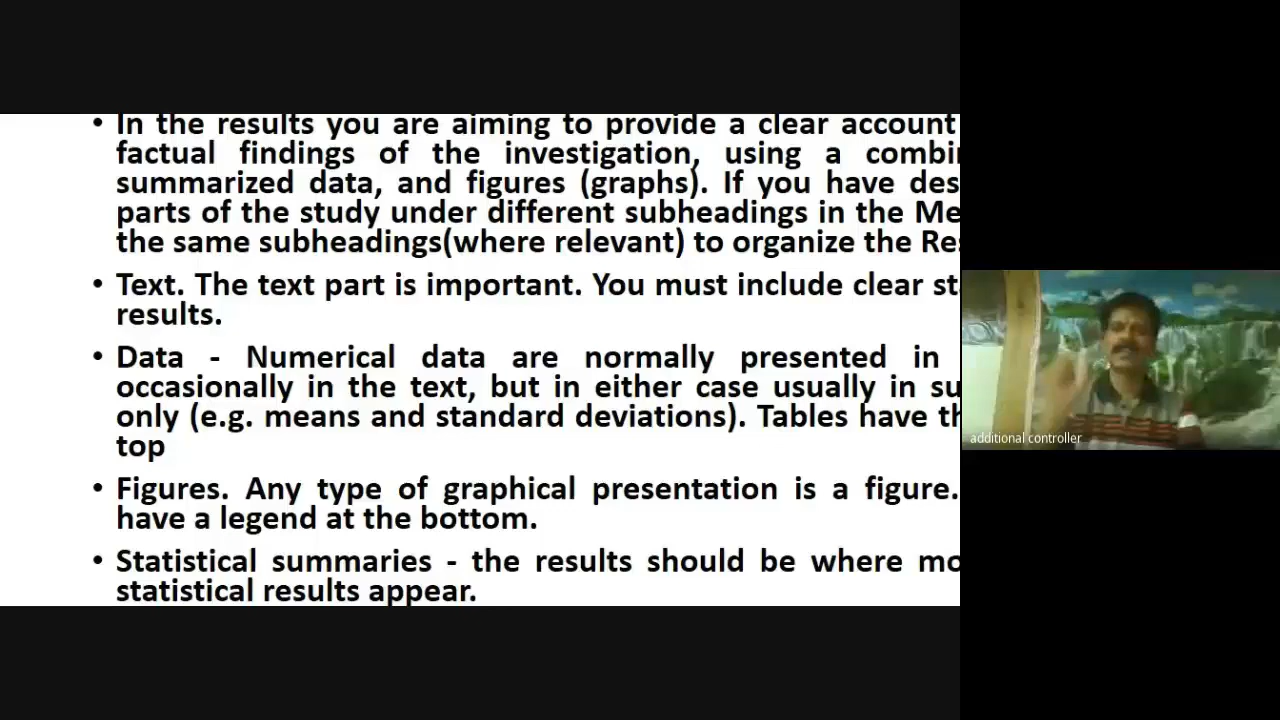 • In the results you are aiming to provide a clear account
factual findings of the investigation, using a combi
summarized data, and figures (graphs). If you have des
parts of the study under different subheadings in the Me
the same subheadings(where relevant) to organize the Res
• Text. The text part is important. You must include clear st
results.
• Data - Numerical data are normally presented in
occasionally in the text, but in either case usually in su
only (e.g. means and standard deviations). Tables have th
top
• Figures. Any type of graphical presentation is a figure.
have a legend at the bottom.
• Statistical summaries - the results should be where mo
statistical results appear.
additional controller